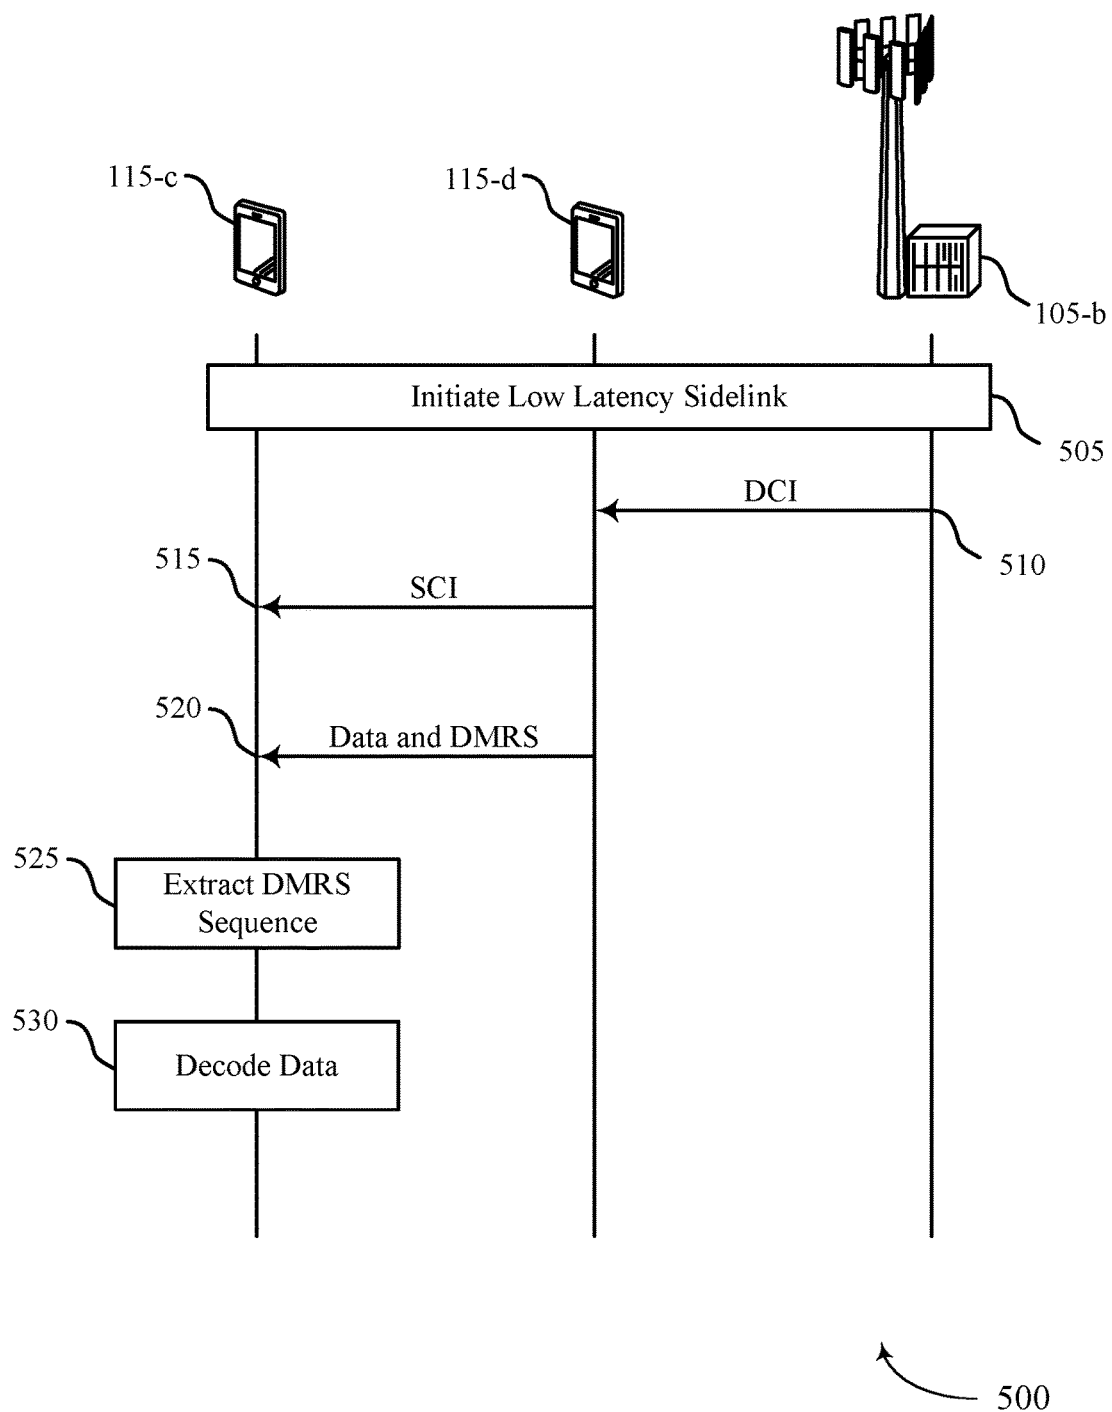 115-c
115-d
105-b
Initiate Low Latency Sidelink
505
DCI
510
515
SCI
520
Data and DMRS
525
Extract DMRS
Sequence
530
Decode Data
500